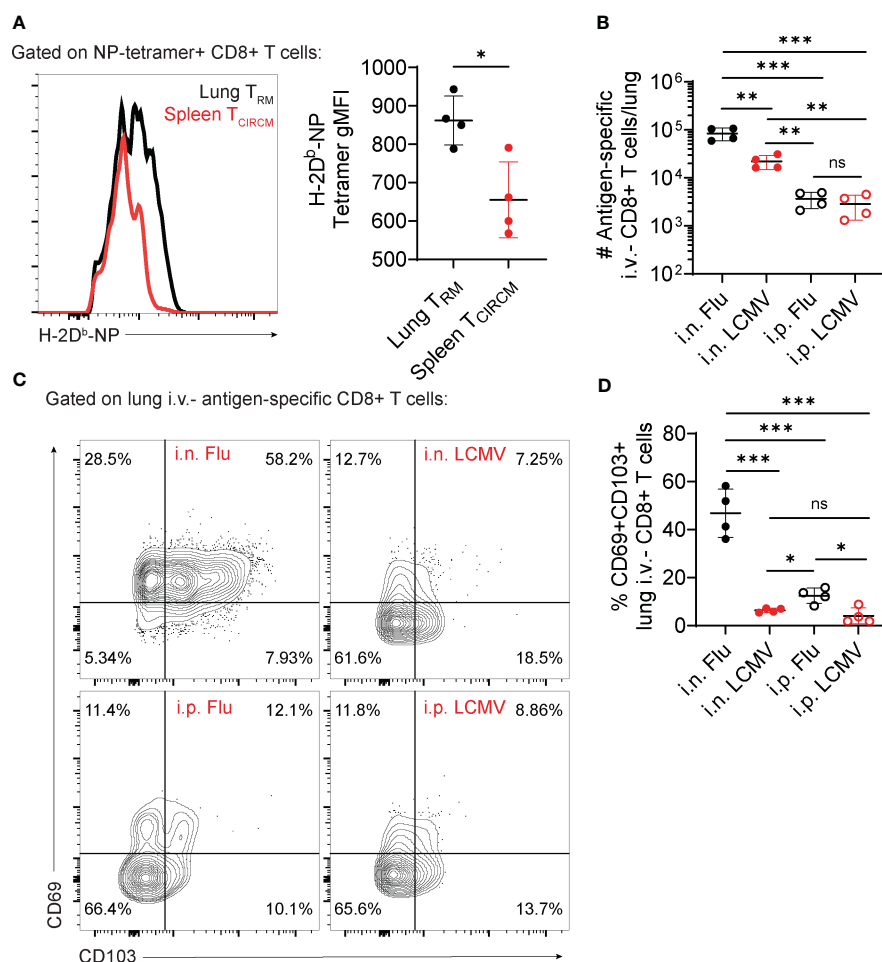 A
Gated on NP-tetramer+ CD8+ T cells:
Lung TRM
Spleen TCIRCM
H-2Db-NP
H-2Db-NP
Tetramer gMFI
1000
900
800
700
600
500
*
Lung TRM
Spleen TCIRCM
B
# Antigen-specific
i.v.- CD8+ T cells/lung
106
105
104
103
102
***
***
**
**
**
ns
i.n. Flu
i.n. LCMV
i.p. Flu
i.p. LCMV
C
Gated on lung i.v.- antigen-specific CD8+ T cells:
28.5%
i.n. Flu
58.2%
5.34%
7.93%
12.7%
i.n. LCMV
7.25%
61.6%
18.5%
11.4%
i.p. Flu
12.1%
66.4%
10.1%
11.8%
i.p. LCMV
8.86%
65.6%
13.7%
CD69
CD103
D
% CD69+CD103+
lung i.v.- CD8+ T cells
80
60
40
20
0
***
***
***
ns
*
*
i.n. Flu
i.n. LCMV
i.p. Flu
i.p. LCMV